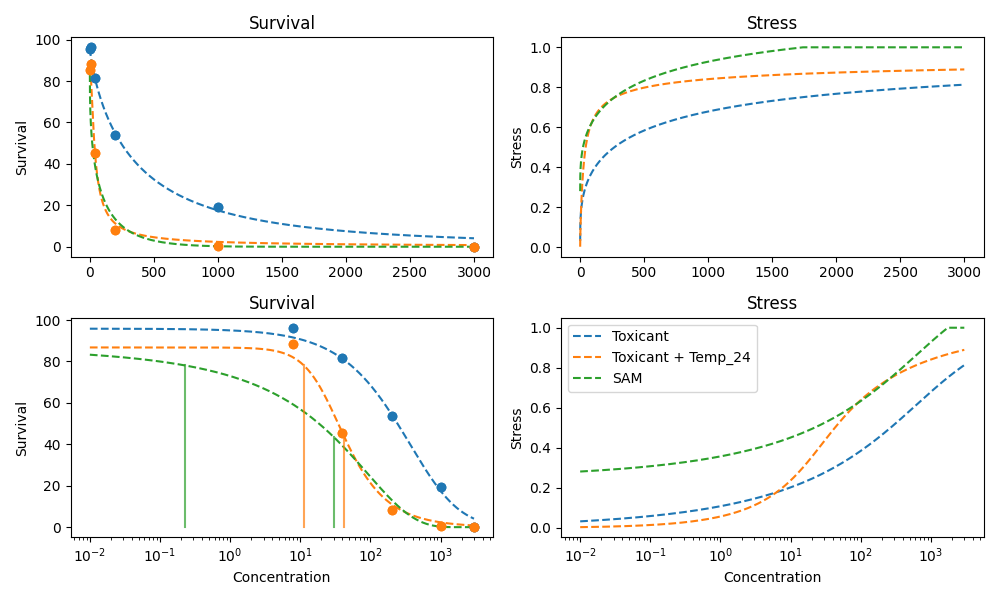 Survival
Survival
100
80
60
40
20
0
0 500 1000 1500 2000 2500 3000
Stress
Stress
1.0
0.8
0.6
0.4
0.2
0.0
0 500 1000 1500 2000 2500 3000
Survival
Survival
100
80
60
40
20
0
10⁻² 10⁻¹ 10⁰ 10¹ 10² 10³
Concentration
Stress
Stress
1.0
0.8
0.6
0.4
0.2
0.0
Toxicant
Toxicant + Temp_24
SAM
10⁻² 10⁻¹ 10⁰ 10¹ 10² 10³
Concentration